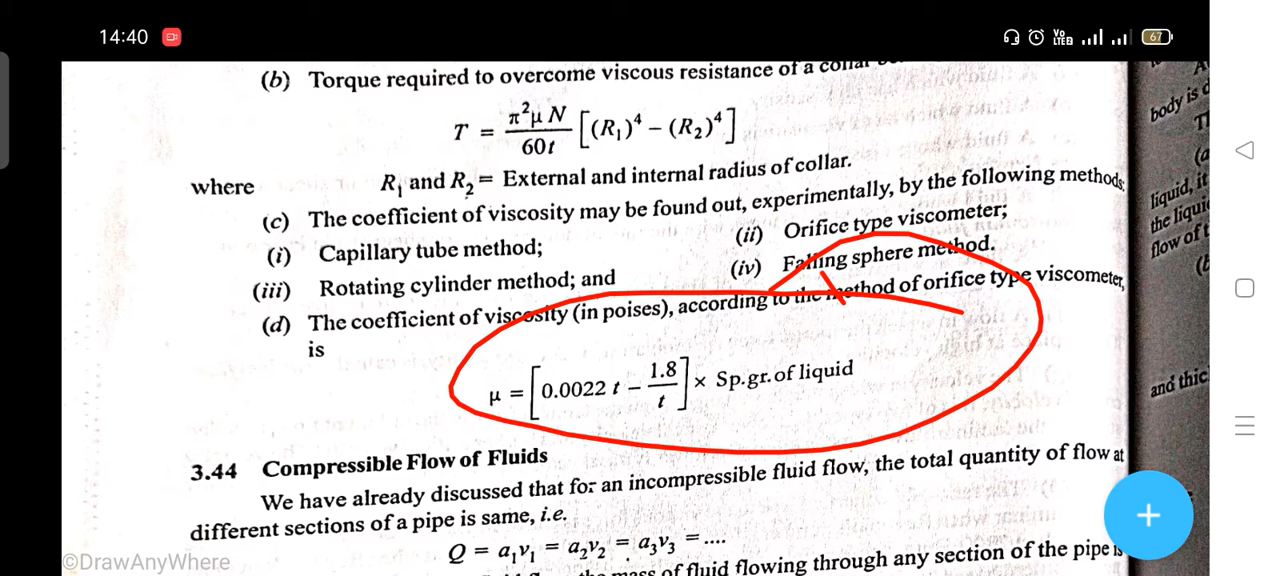 14:40
Vo LTE2 67
(b) Torque required to overcome viscous resistance of a collar
T = π²μN/60t [(R₁)⁴ – (R₂)⁴]
where R₁ and R₂ = External and internal radius of collar.
(c) The coefficient of viscosity may be found out, experimentally, by the following methods:
(i) Capillary tube method; (ii) Orifice type viscometer;
(iii) Rotating cylinder method; and (iv) Falling sphere method.
(d) The coefficient of viscosity (in poises), according to the method of orifice type viscometer,
is
μ = [0.0022 t – 1.8/t] × Sp.gr.of liquid
3.44 Compressible Flow of Fluids
We have already discussed that for an incompressible fluid flow, the total quantity of flow at
different sections of a pipe is same, i.e.
Q = a₁v₁ = a₂v₂ = a₃v₃ = ....
mass of fluid flowing through any section of the pipe is
©DrawAnyWhere
body is
liquid, it
the liqui
flow of t
and thic